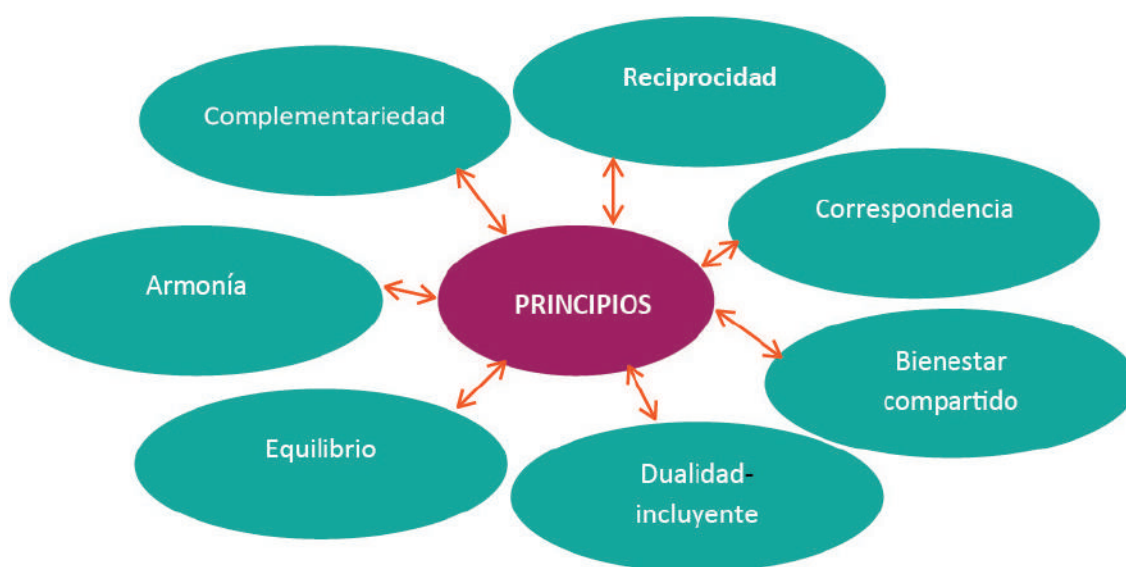 Reciprocidad
Complementariedad
Correspondencia
Armonía
PRINCIPIOS
Bienestar
compartido
Equilibrio
Dualidad-
incluyente